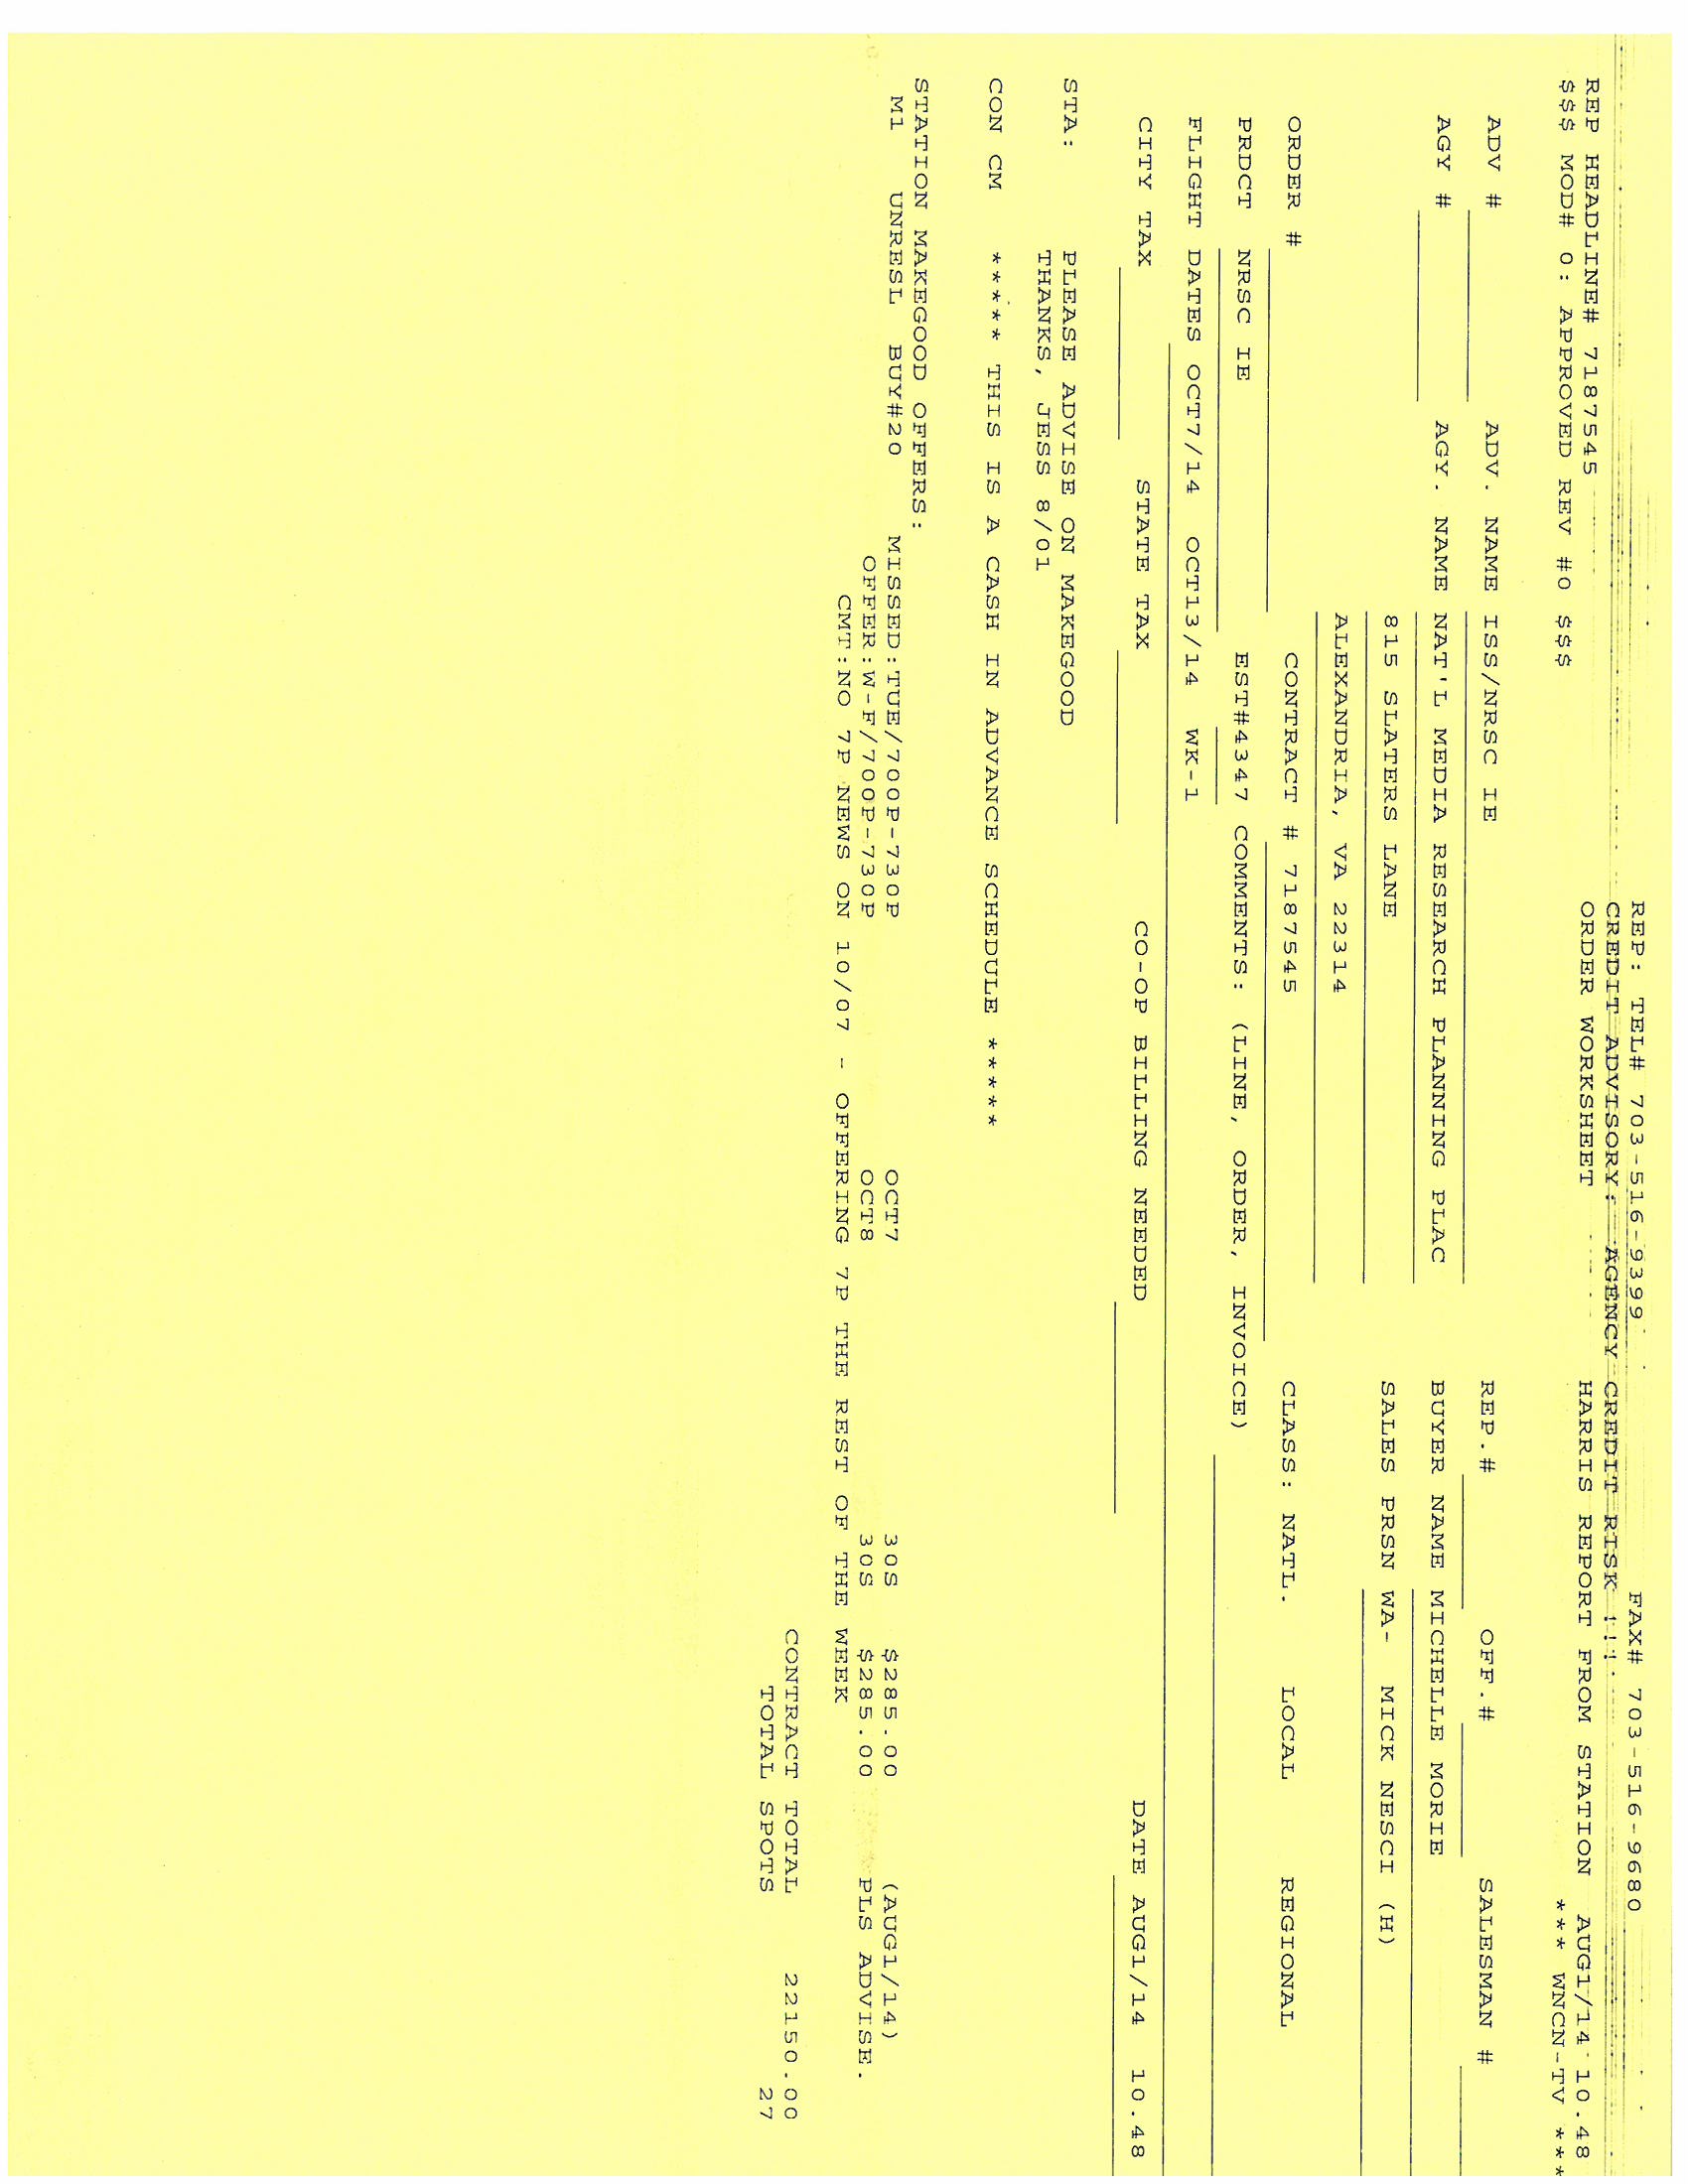 REP: TEL# 703-516-9399 FAX# 703-516-9680
CREDIT ADVISORY: AGENCY CREDIT RISK !!!
REP HEADLINE# 7187545 ORDER WORKSHEET HARRIS REPORT FROM STATION AUG1/14 10.48
$$$ MOD# 0: APPROVED REV #0 $$$ *** WNCN-TV ***
ADV # ADV. NAME ISS/NRSC IE REP.# OFF.# SALESMAN #
AGY # AGY. NAME NAT'L MEDIA RESEARCH PLANNING PLAC BUYER NAME MICHELLE MORIE
815 SLATERS LANE SALES PRSN WA- MICK NESCI (H)
ALEXANDRIA, VA 22314
ORDER # CONTRACT # 7187545 CLASS: NATL. LOCAL REGIONAL
PRDCT NRSC IE EST#4347 COMMENTS: (LINE, ORDER, INVOICE)
FLIGHT DATES OCT7/14 OCT13/14 WK-1
CITY TAX STATE TAX CO-OP BILLING NEEDED DATE AUG1/14 10.48
STA: PLEASE ADVISE ON MAKEGOOD
THANKS, JESS 8/01
CON CM ***** THIS IS A CASH IN ADVANCE SCHEDULE *****
STATION MAKEGOOD OFFERS:
M1 UNRESL BUY#20 MISSED:TUE/700P-730P OCT7 30S $285.00 (AUG1/14)
OFFER:W-F/700P-730P OCT8 30S $285.00 PLS ADVISE.
CMT:NO 7P NEWS ON 10/07 - OFFERING 7P THE REST OF THE WEEK
CONTRACT TOTAL 22150.00
TOTAL SPOTS 27